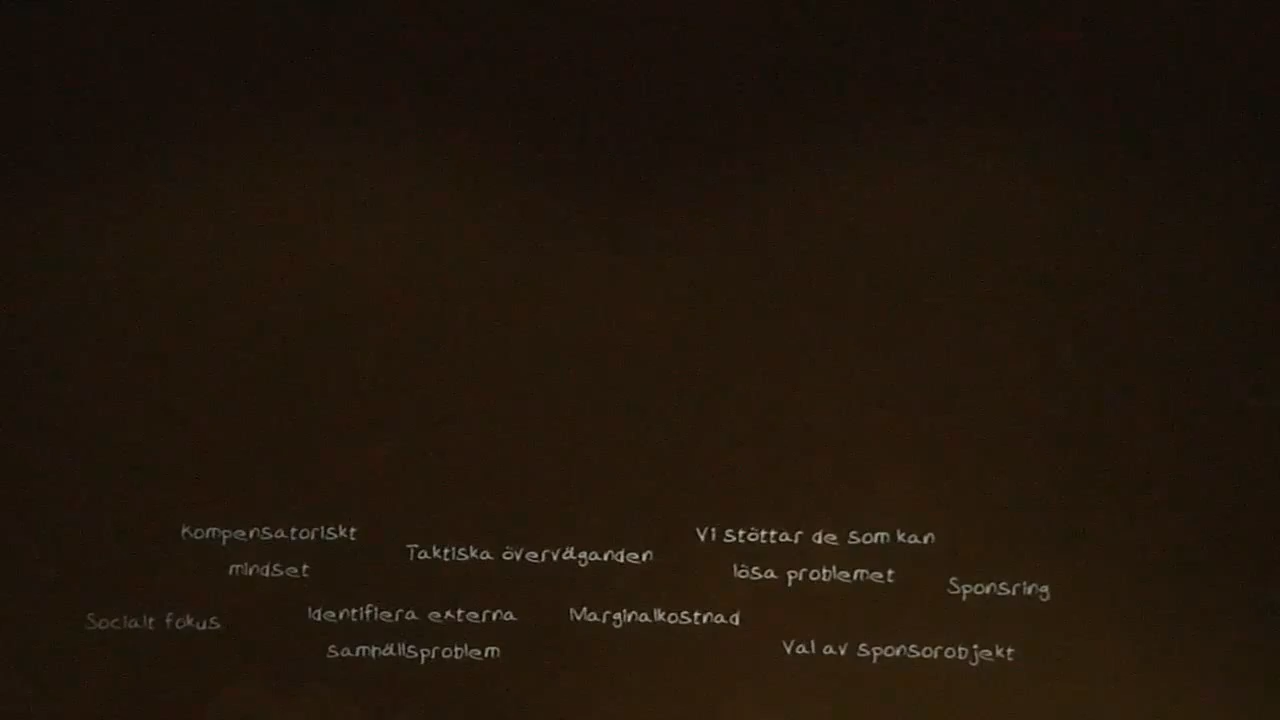 Kompensatoriskt
mindset
Taktiska överväganden
Vi stöttar de som kan
lösa problemet
Sponsring
Socialt fokus
Identifiera externa
samhällsproblem
Marginalkostnad
Val av sponsorobjekt